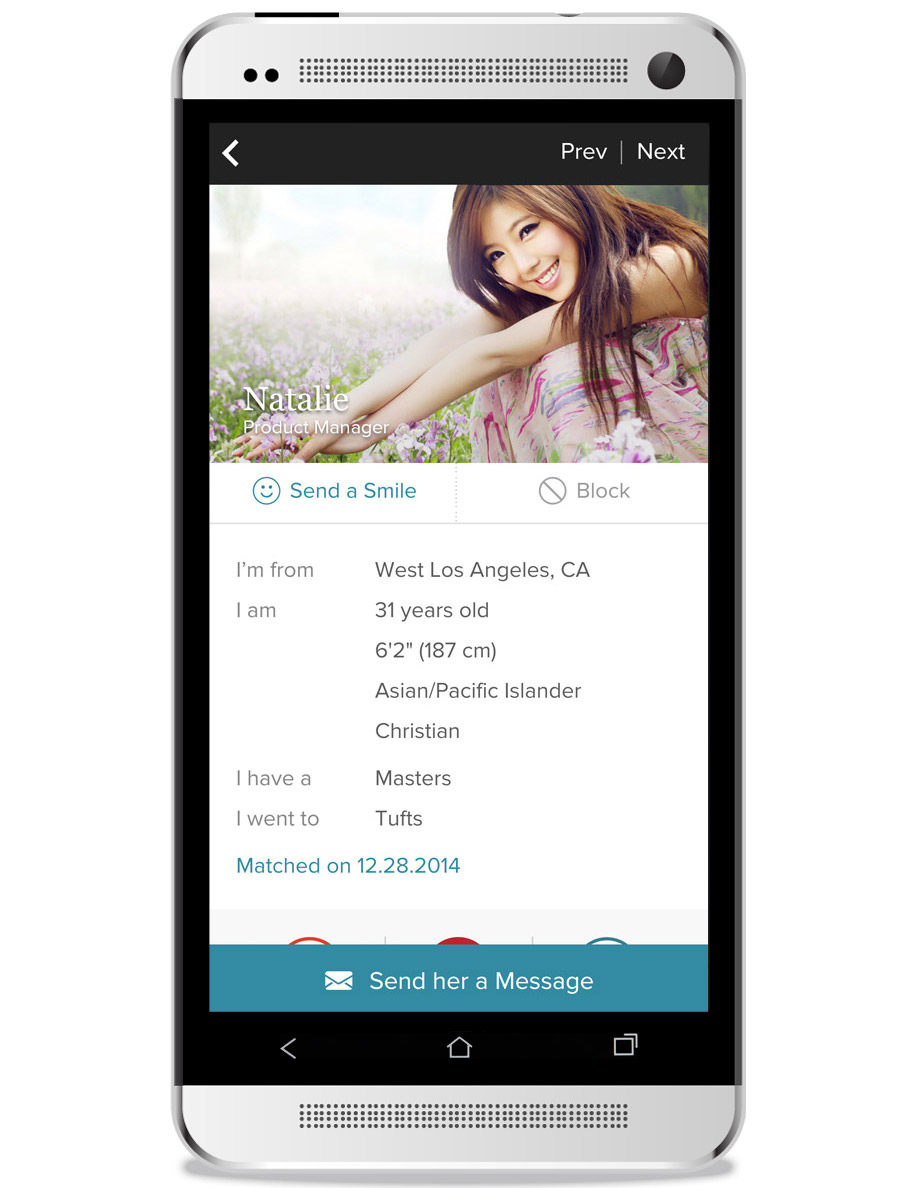 Prev | Next
Natalie
Product Manager
Send a Smile
Block
I'm from West Los Angeles, CA
I am 31 years old
6'2" (187 cm)
Asian/Pacific Islander
Christian
I have a Masters
I went to Tufts
Matched on 12.28.2014
Send her a Message